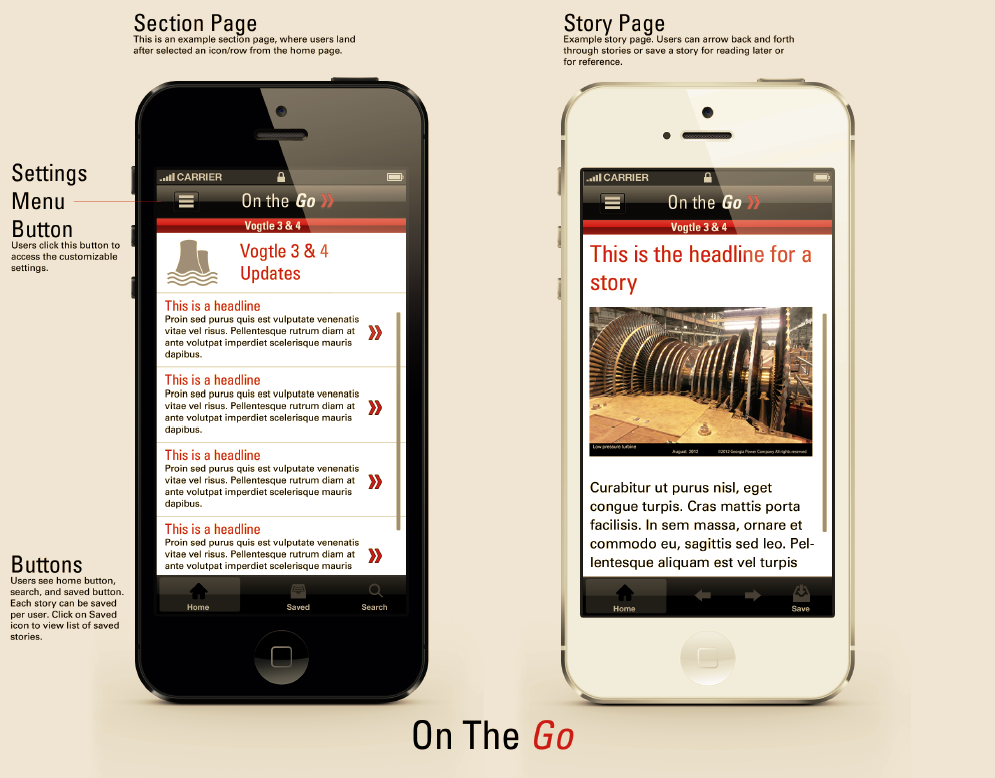 Section Page
This is an example section page, where users land
after selected an icon/row from the home page.
Story Page
Example story page. Users can arrow back and forth
through stories or save a story for reading later or
for reference.
Settings
Menu
Button
Users click this button to
access the customizable
settings.
Buttons
Users see home button,
search, and saved button.
Each story can be saved
per user. Click on Saved
icon to view list of saved
stories.
CARRIER
On the Go
Vogtle 3 & 4
Vogtle 3 & 4
Updates
This is a headline
Proin sed purus quis est vulputate venenatis
vitae vel risus. Pellentesque rutrum diam at
ante volutpat imperdiet scelerisque mauris
dapibus.
This is a headline
Proin sed purus quis est vulputate venenatis
vitae vel risus. Pellentesque rutrum diam at
ante volutpat imperdiet scelerisque mauris
dapibus.
This is a headline
Proin sed purus quis est vulputate venenatis
vitae vel risus. Pellentesque rutrum diam at
ante volutpat imperdiet scelerisque mauris
dapibus.
This is a headline
Proin sed purus quis est vulputate venenatis
vitae vel risus. Pellentesque rutrum diam at
ante volutpat imperdiet scelerisque mauris
Home Saved Search
CARRIER
On the Go
Vogtle 3 & 4
This is the headline for a
story
Low pressure turbine
August 2012 ©2012 Georgia Power Company All rights reserved
Curabitur ut purus nisl, eget
congue turpis. Cras mattis porta
facilisis. In sem massa, ornare et
commodo eu, sagittis sed leo. Pel-
lentesque aliquam est vel turpis
Home Save
On The Go